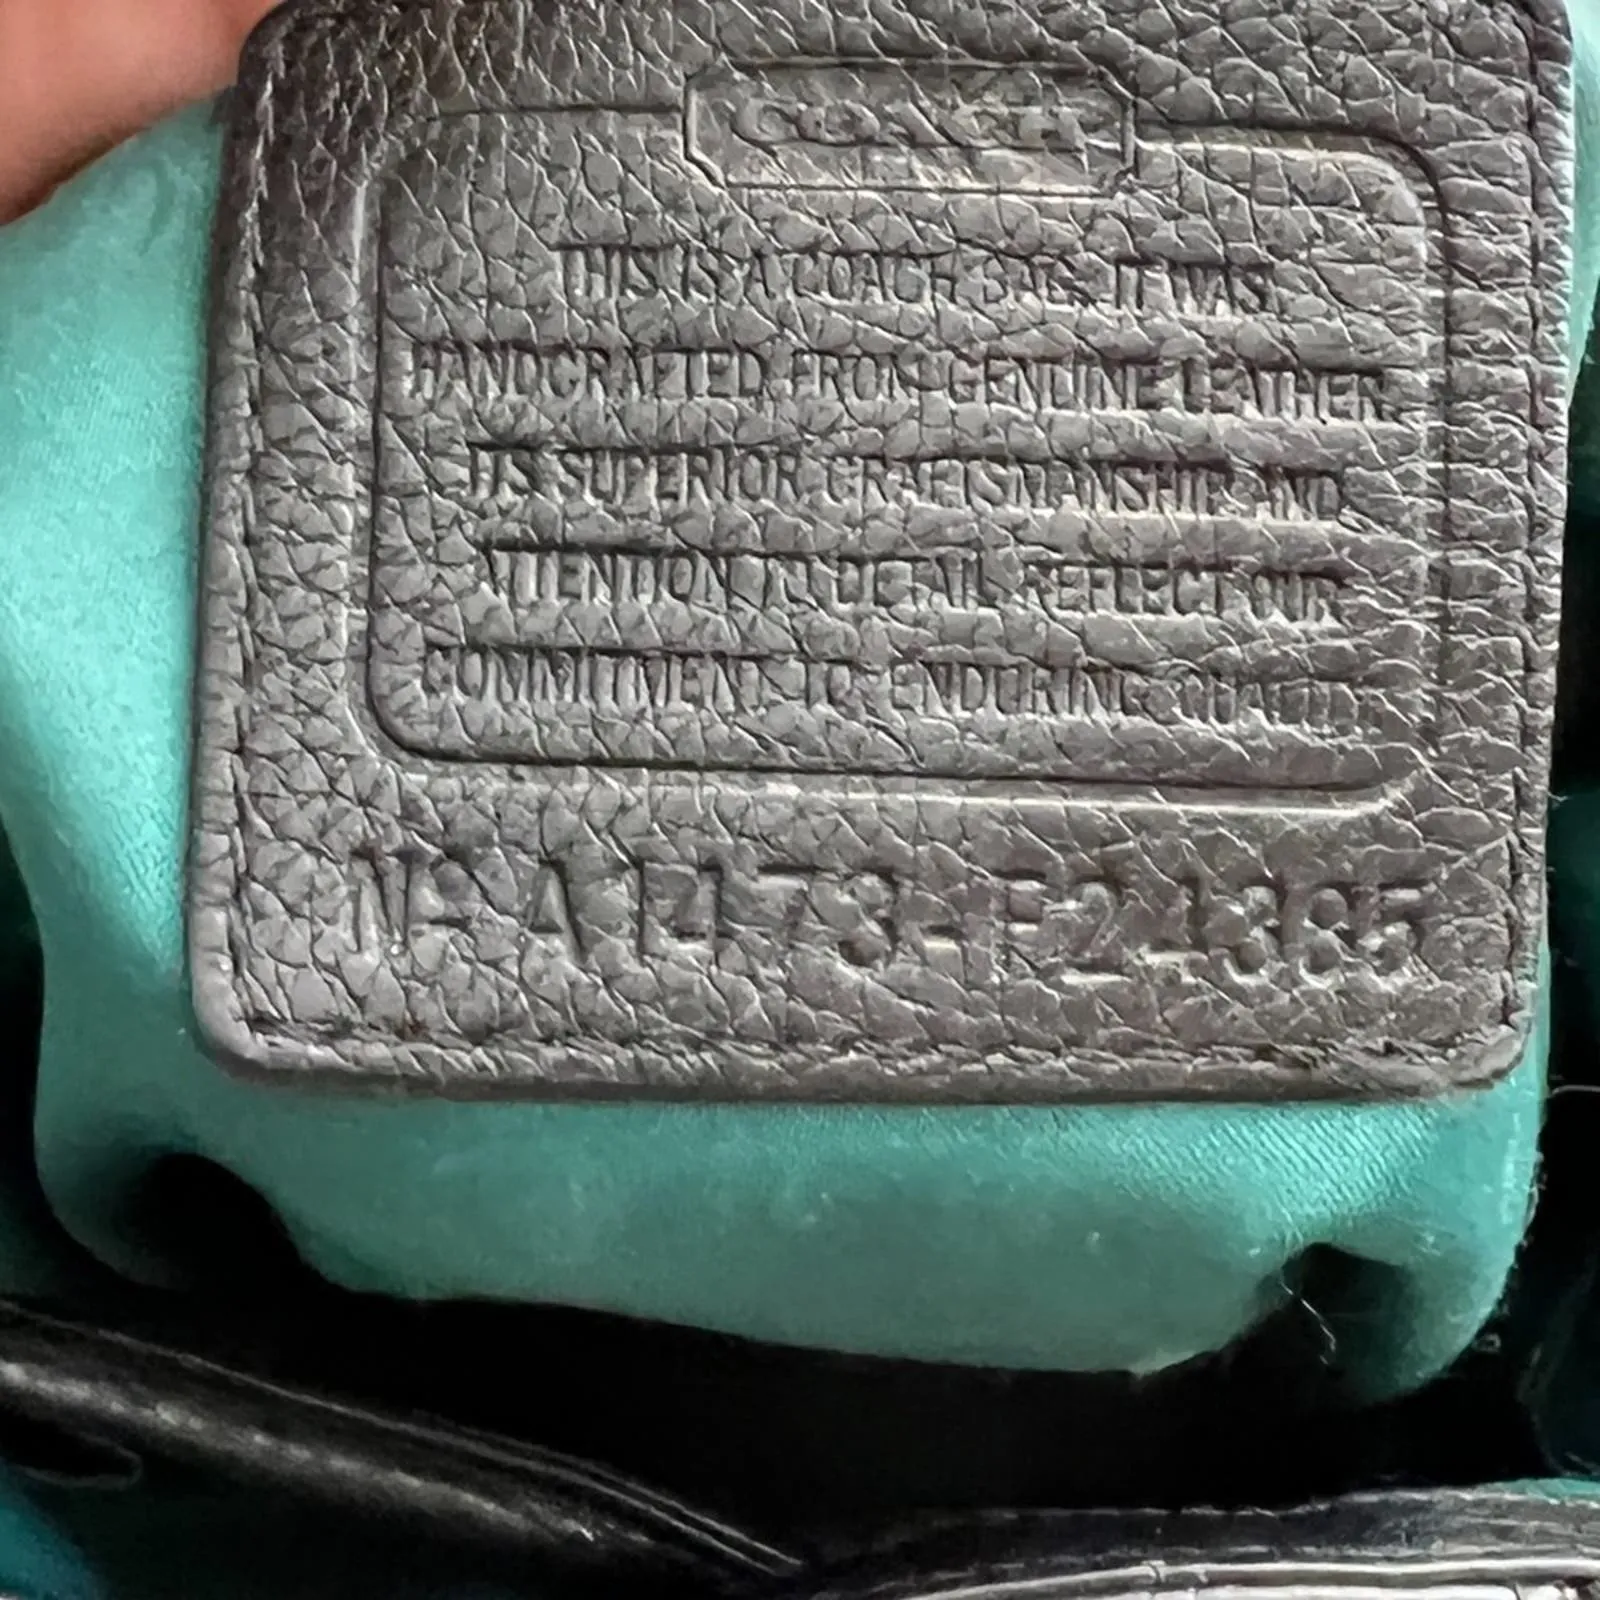 COACH
THIS IS A COACH BAG. IT WAS
HANDCRAFTED FROM GENUINE LEATHER.
ITS SUPERIOR CRAFTSMANSHIP AND
ATTENTION TO DETAIL REFLECT OUR
COMMITMENT TO ENDURING QUALITY.